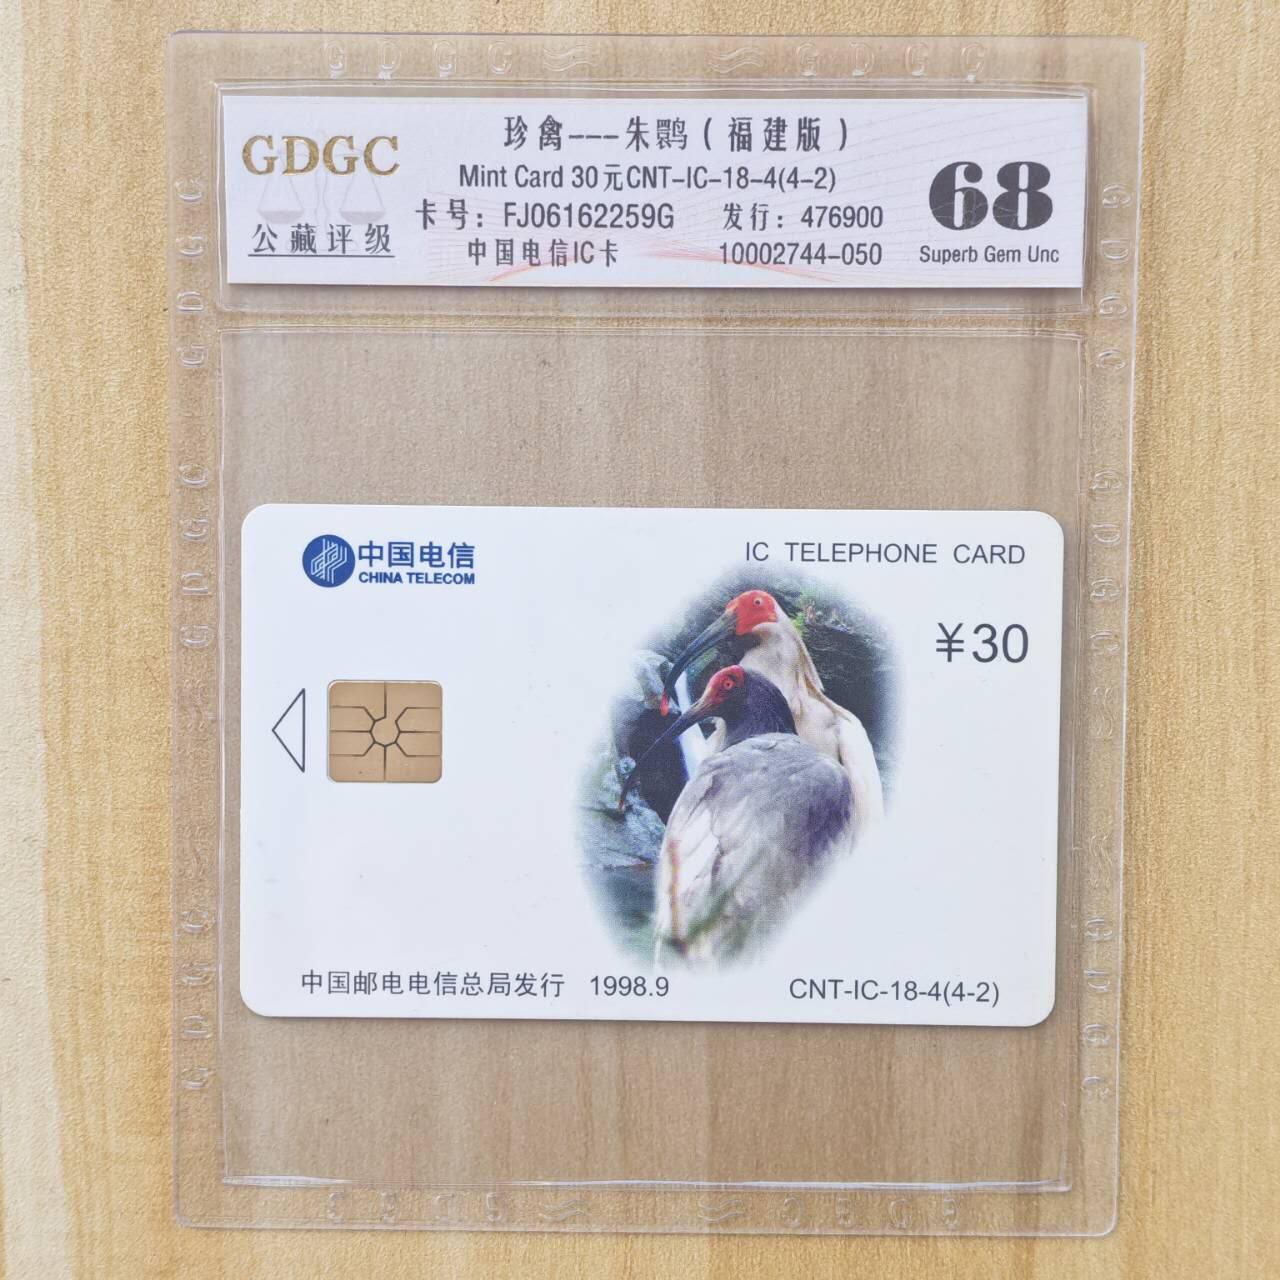 GDGC GDGC
GDGC
公藏评级
珍禽---朱鹮(福建版)
Mint Card 30元CNT-IC-18-4(4-2)
卡号: FJ06162259G 发行: 476900
中国电信IC卡 10002744-050
68
Superb Gem Unc
中国电信
CHINA TELECOM
IC TELEPHONE CARD
¥30
中国邮电电信总局发行 1998.9
CNT-IC-18-4(4-2)